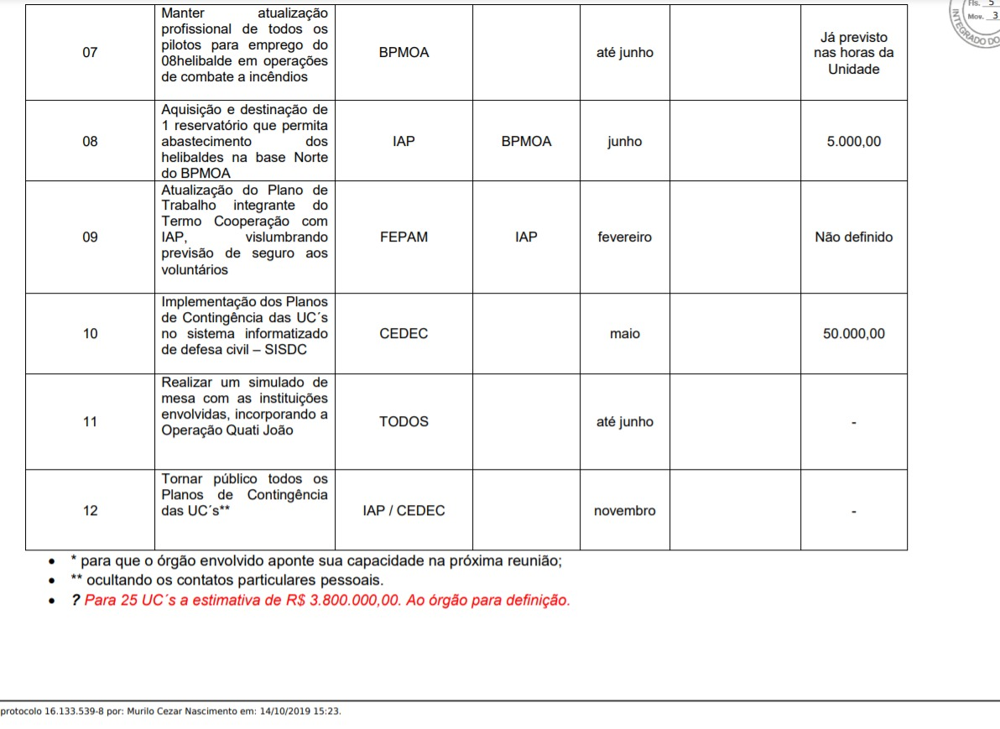 Fls. 5
Mov. 3
INTEGRADO DO
07
Manter atualização
profissional de todos os
pilotos para emprego do
08helibalde em operações
de combate a incêndios
BPMOA
até junho
Já previsto
nas horas da
Unidade
08
Aquisição e destinação de
1 reservatório que permita
abastecimento dos
helibaldes na base Norte
do BPMOA
IAP
BPMOA
junho
5.000,00
09
Atualização do Plano de
Trabalho integrante do
Termo Cooperação com
IAP, vislumbrando
previsão de seguro aos
voluntários
FEPAM
IAP
fevereiro
Não definido
10
Implementação dos Planos
de Contingência das UC´s
no sistema informatizado
de defesa civil – SISDC
CEDEC
maio
50.000,00
11
Realizar um simulado de
mesa com as instituições
envolvidas, incorporando a
Operação Quati João
TODOS
até junho
-
12
Tornar público todos os
Planos de Contingência
das UC´s**
IAP / CEDEC
novembro
-
• * para que o órgão envolvido aponte sua capacidade na próxima reunião;
• ** ocultando os contatos particulares pessoais.
• ? Para 25 UC´s a estimativa de R$ 3.800.000,00. Ao órgão para definição.
protocolo 16.133.539-8 por: Murilo Cezar Nascimento em: 14/10/2019 15:23.